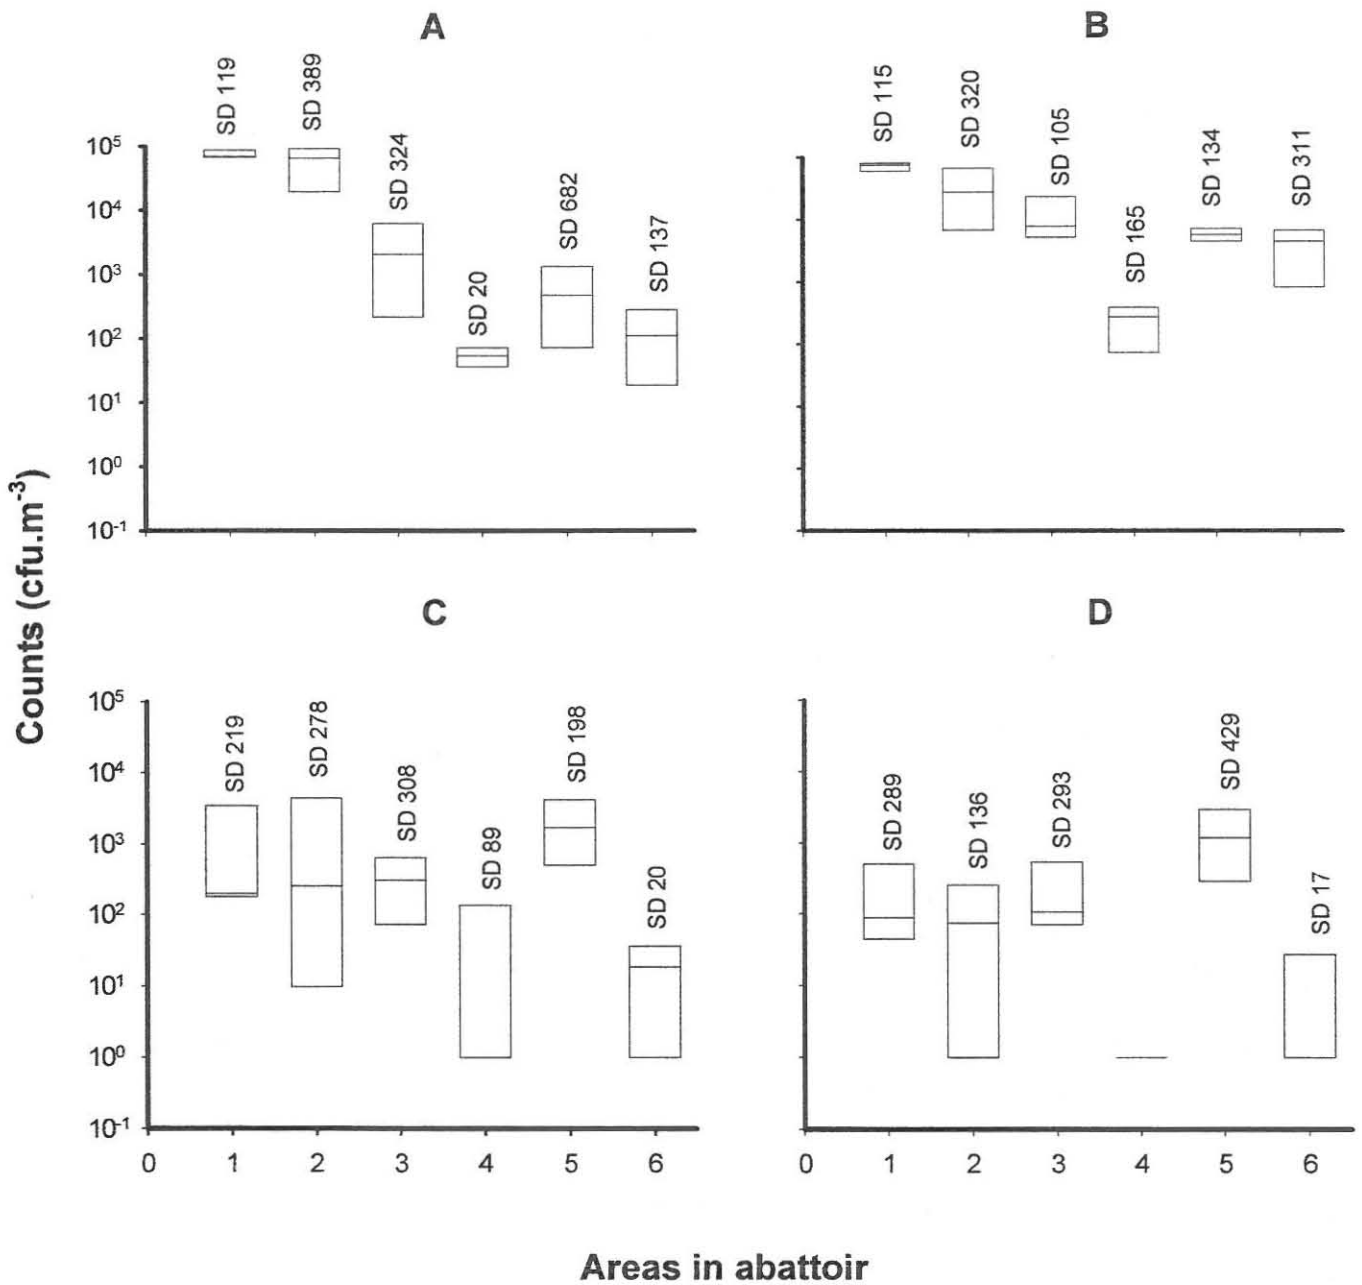 A
B
SD 119
SD 389
SD 324
SD 20
SD 682
SD 137
SD 115
SD 320
SD 105
SD 165
SD 134
SD 311
10⁵
10⁴
10³
10²
10¹
10⁰
10⁻¹
Counts (cfu.m⁻³)
C
D
SD 219
SD 278
SD 308
SD 89
SD 198
SD 20
SD 289
SD 136
SD 293
SD 429
SD 17
10⁵
10⁴
10³
10²
10¹
10⁰
10⁻¹
0 1 2 3 4 5 6
0 1 2 3 4 5 6
Areas in abattoir